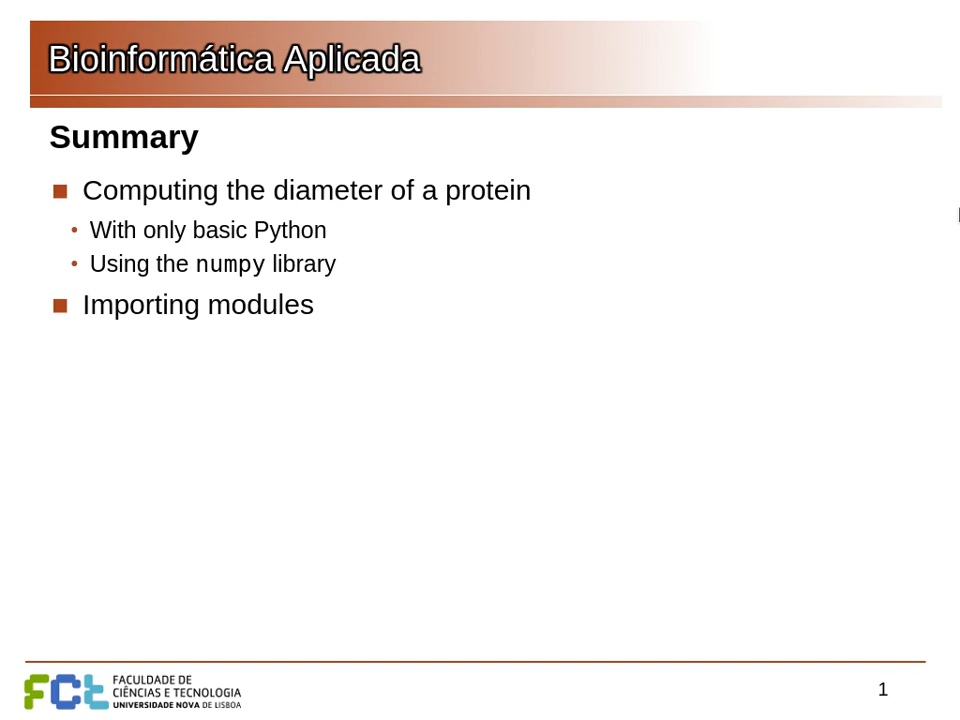 Bioinformática Aplicada
Summary
Computing the diameter of a protein
With only basic Python
Using the numpy library
Importing modules
FCt
FACULDADE DE
CIÊNCIAS E TECNOLOGIA
UNIVERSIDADE NOVA DE LISBOA
1